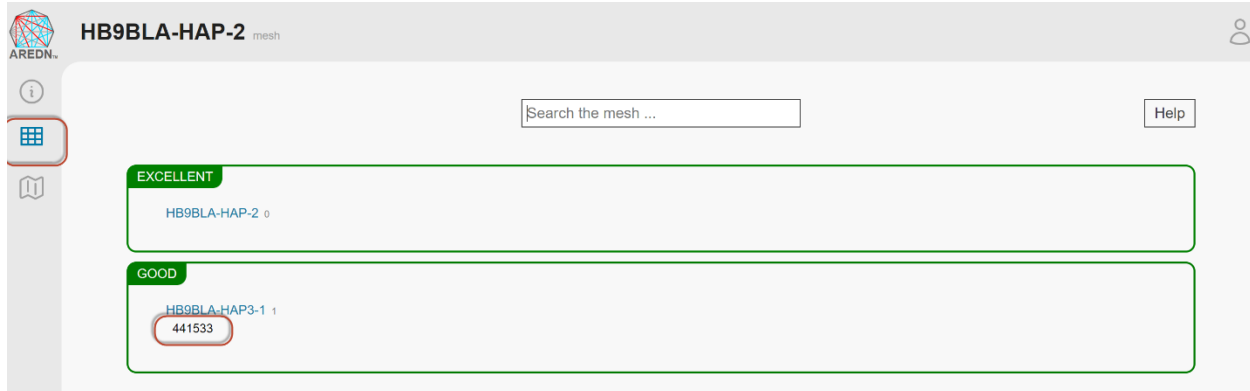 HB9BLA-HAP-2 mesh
AREDN™
Search the mesh ...
Help
EXCELLENT
HB9BLA-HAP-2 0
GOOD
HB9BLA-HAP3-1 1
441533